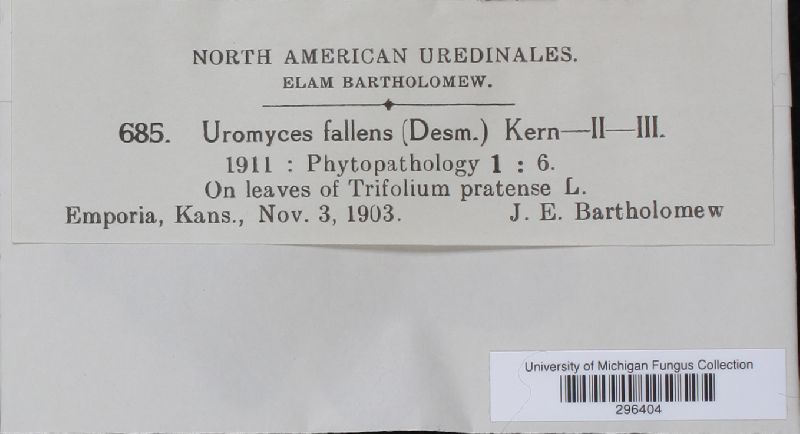 NORTH AMERICAN UREDINALES.
ELAM BARTHOLOMEW.
685. Uromyces fallens (Desm.) Kern—II—III.
1911 : Phytopathology 1 : 6.
On leaves of Trifolium pratense L.
Emporia, Kans., Nov. 3, 1903. J. E. Bartholomew
University of Michigan Fungus Collection
296404